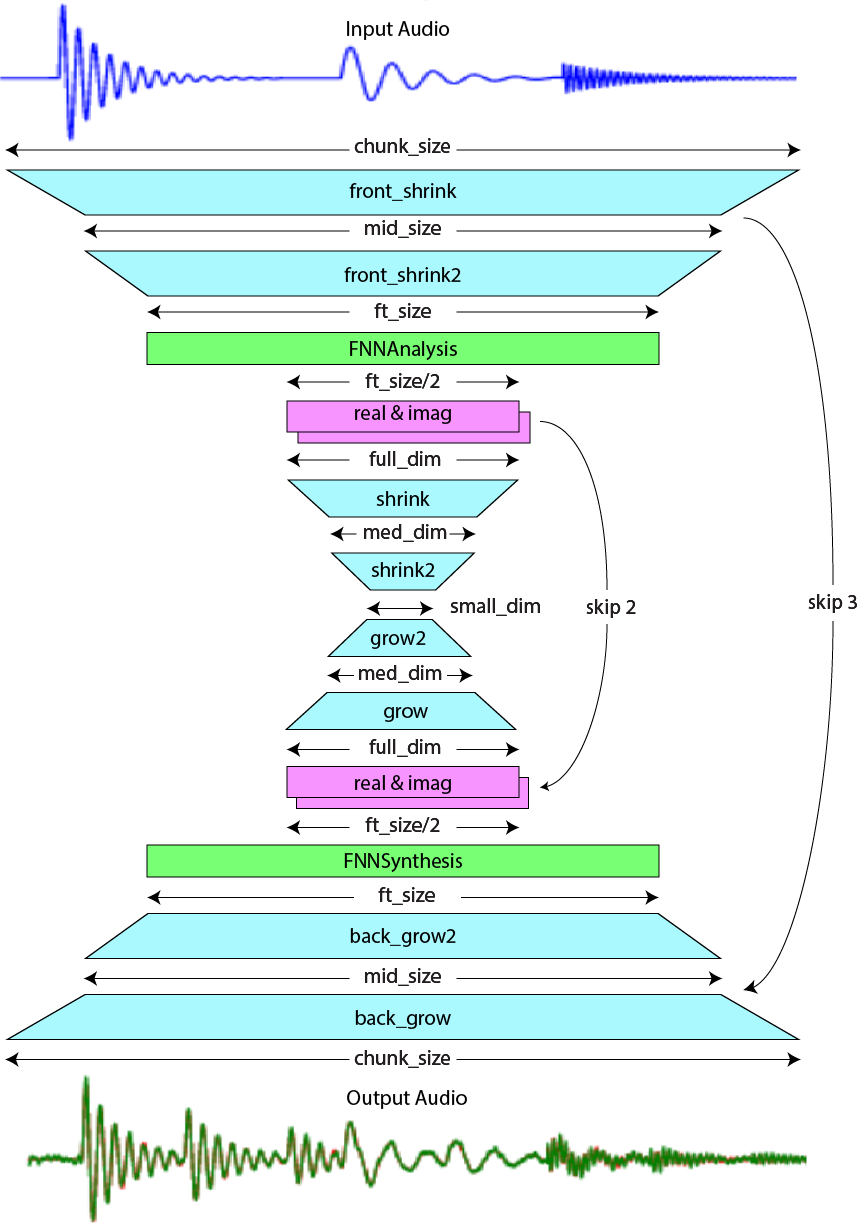 Input Audio
chunk_size
front_shrink
mid_size
front_shrink2
ft_size
FNNAnalysis
ft_size/2
real & imag
full_dim
shrink
med_dim
shrink2
small_dim
skip 2
skip 3
grow2
med_dim
grow
full_dim
real & imag
ft_size/2
FNNSynthesis
ft_size
back_grow2
mid_size
back_grow
chunk_size
Output Audio